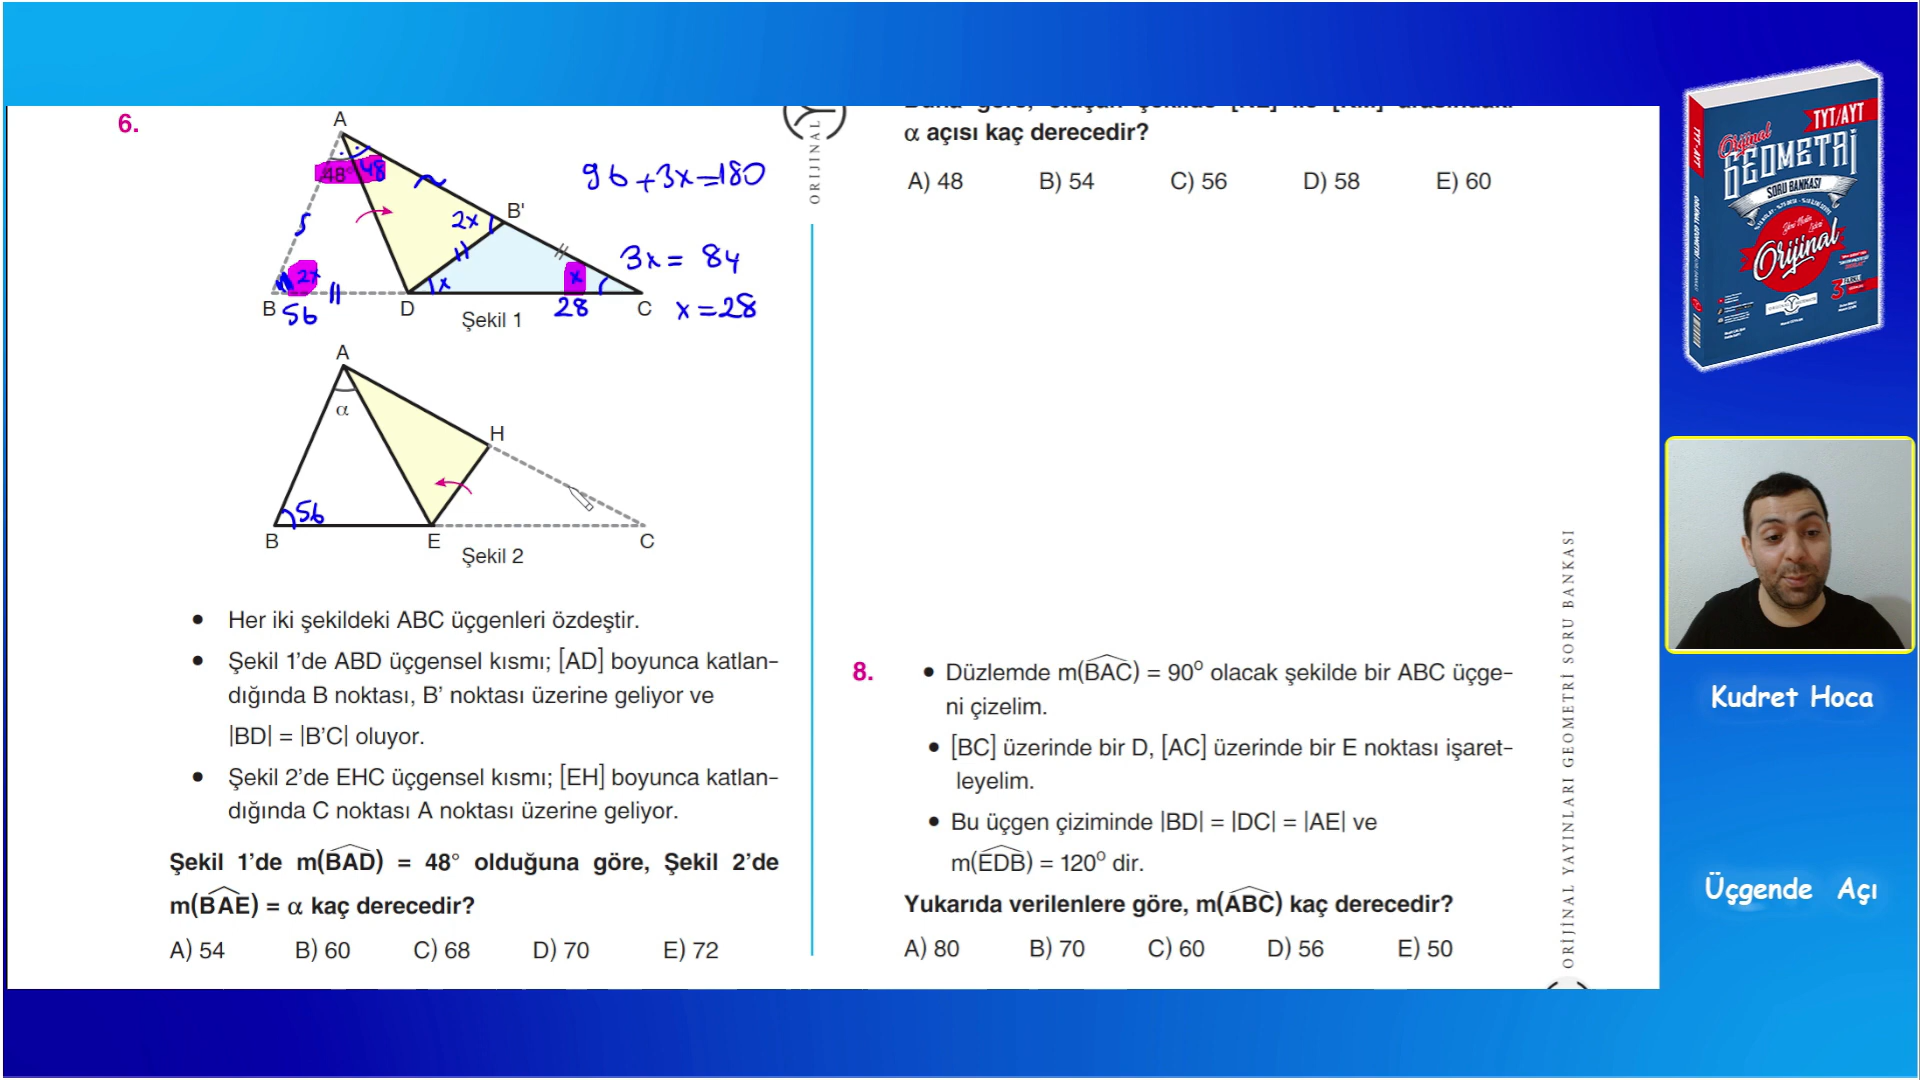 6.
A
48°
48
96+3x=180
2x
B'
3x = 84
2x
x
x
B
56
D
28
C
x=28
Şekil 1
A
α
H
56
B
E
C
Şekil 2
• Her iki şekildeki ABC üçgenleri özdeştir.
• Şekil 1'de ABD üçgensel kısmı; [AD] boyunca katlan-
dığında B noktası, B' noktası üzerine geliyor ve
|BD| = |B'C| oluyor.
• Şekil 2'de EHC üçgensel kısmı; [EH] boyunca katlan-
dığında C noktası A noktası üzerine geliyor.
Şekil 1'de m(BAD) = 48° olduğuna göre, Şekil 2'de
m(BAE) = α kaç derecedir?
A) 54 B) 60 C) 68 D) 70 E) 72
ORİJİNAL
α açısı kaç derecedir?
A) 48 B) 54 C) 56 D) 58 E) 60
8. • Düzlemde m(BAC) = 90° olacak şekilde bir ABC üçge-
ni çizelim.
• [BC] üzerinde bir D, [AC] üzerinde bir E noktası işaret-
leyelim.
• Bu üçgen çiziminde |BD| = |DC| = |AE| ve
m(EDB) = 120° dir.
Yukarıda verilenlere göre, m(ABC) kaç derecedir?
A) 80 B) 70 C) 60 D) 56 E) 50
ORİJİNAL YAYINLARI GEOMETRİ SORU BANKASI
TYT/AYT
Orijinal
GEOMETRİ
SORU BANKASI
Orijinal
Kudret Hoca
Üçgende Açı